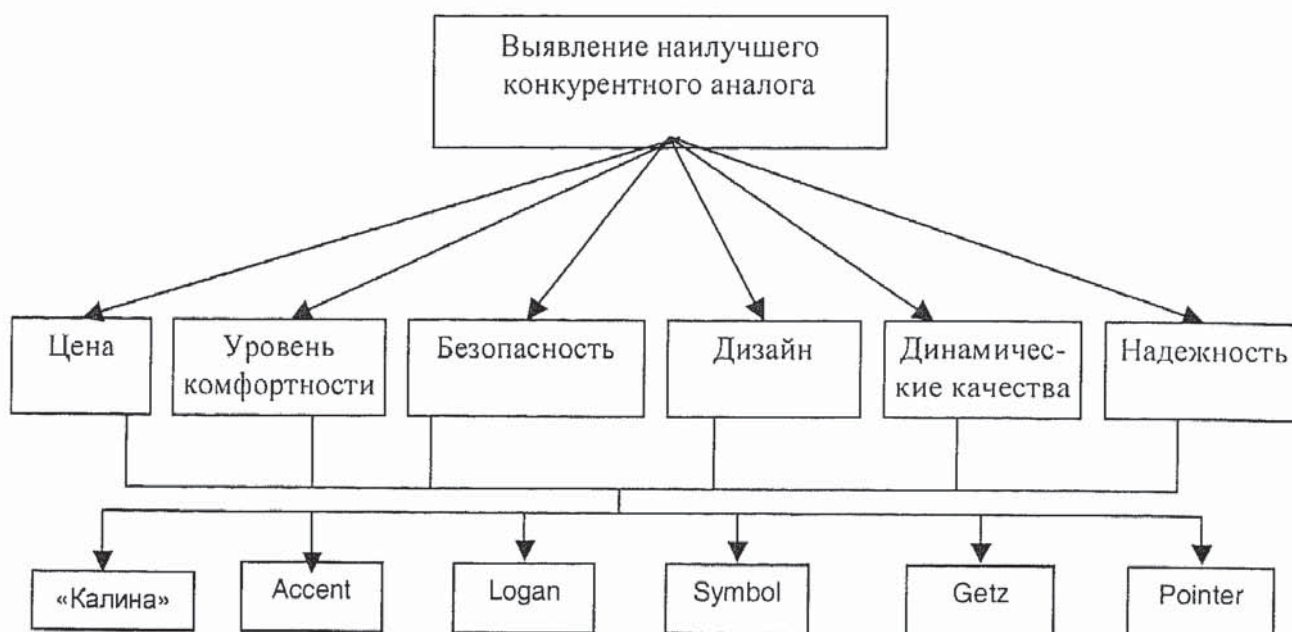 Выявление наилучшего
конкурентного аналога
Цена
Уровень
комфортности
Безопасность
Дизайн
Динамичес-
кие качества
Надежность
«Калина»
Accent
Logan
Symbol
Getz
Pointer